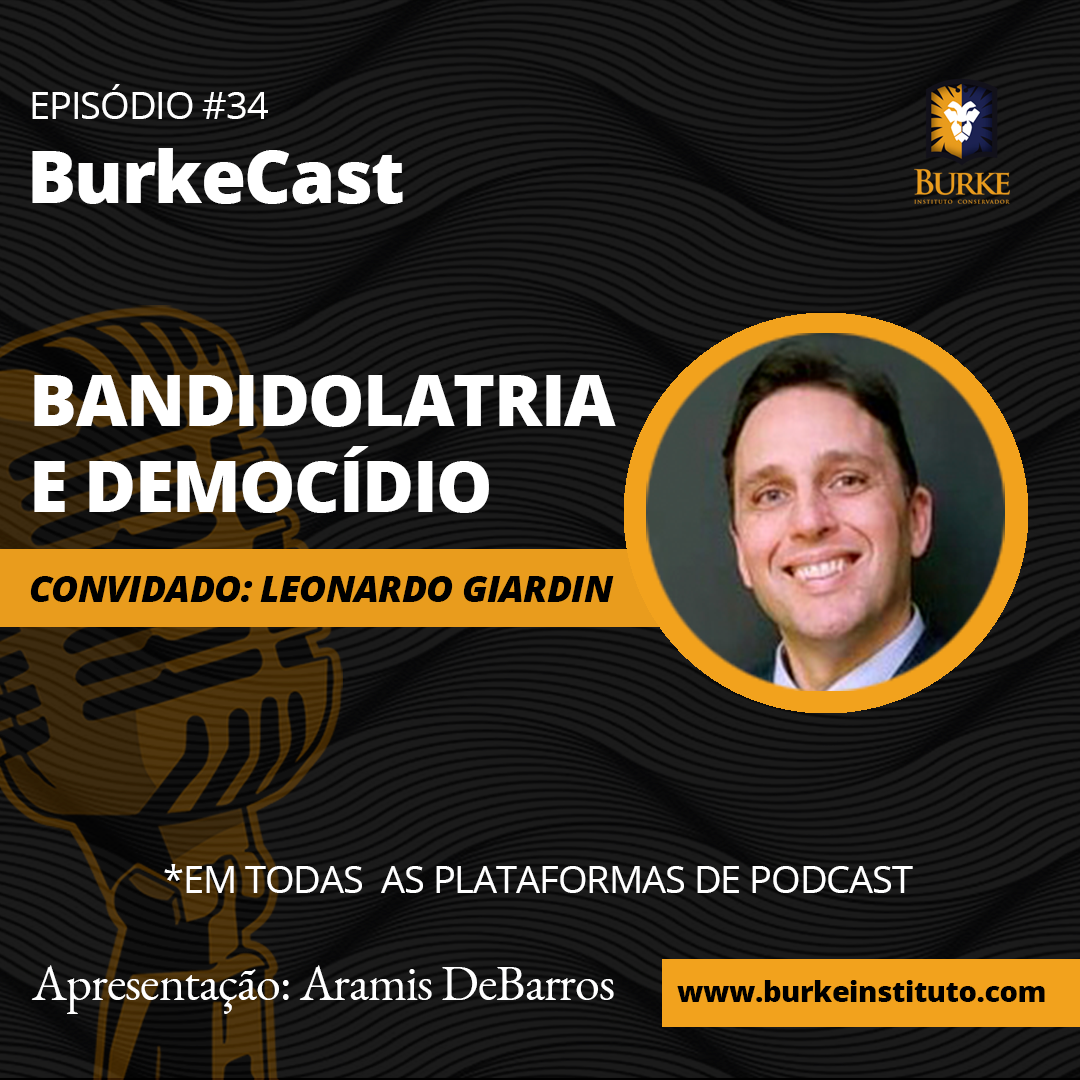 EPISÓDIO #34
BurkeCast
BURKE
INSTITUTO CONSERVADOR
BANDIDOLATRIA
E DEMOCÍDIO
CONVIDADO: LEONARDO GIARDIN
*EM TODAS AS PLATAFORMAS DE PODCAST
Apresentação: Aramis DeBarros
www.burkeinstituto.com